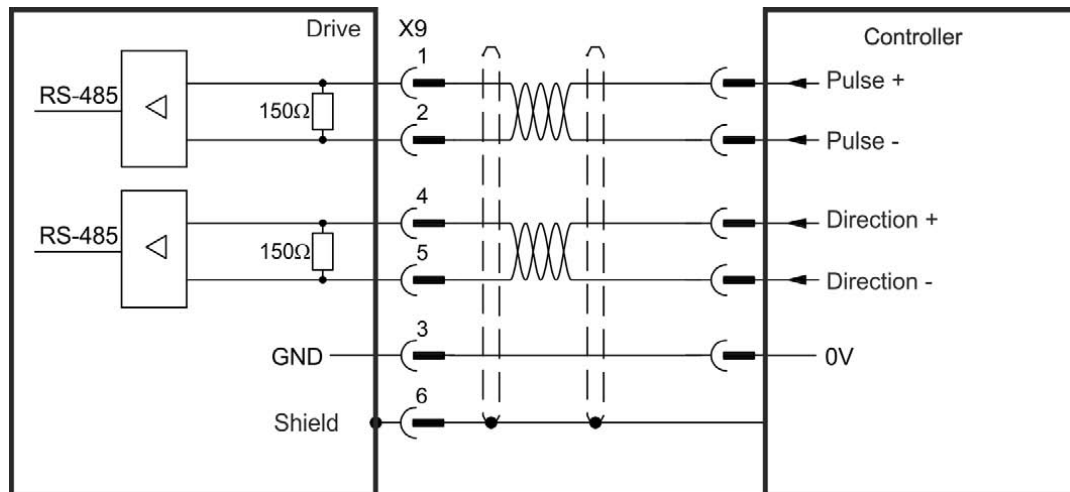 Drive X9
Controller
1
Pulse +
RS-485
150Ω
2
Pulse -
4
Direction +
RS-485
150Ω
5
Direction -
3
GND
0V
6
Shield